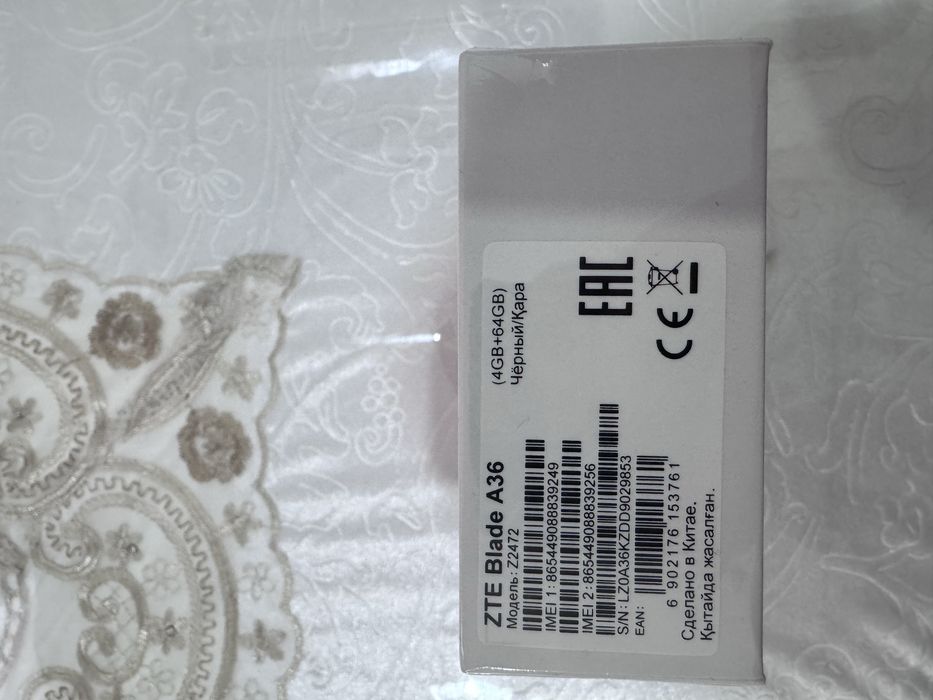 ZTE Blade A36
Модель: Z2472
(4GB+64GB)
Чёрный/Қара
IMEI 1: 865449088839249
IMEI 2: 865449088839256
S/N: LZ0A36KZDD9029853
EAN:
6 902176 153761
Сделано в Китае.
Қытайда жасалған.
EAC
CE